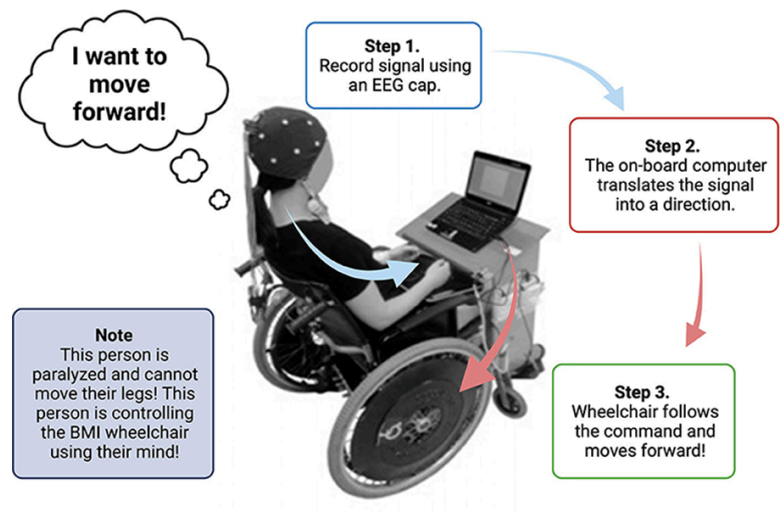 I want to
move
forward!
Step 1.
Record signal using
an EEG cap.
Step 2.
The on-board computer
translates the signal
into a direction.
Note
This person is
paralyzed and cannot
move their legs! This
person is controlling
the BMI wheelchair
using their mind!
Step 3.
Wheelchair follows
the command and
moves forward!